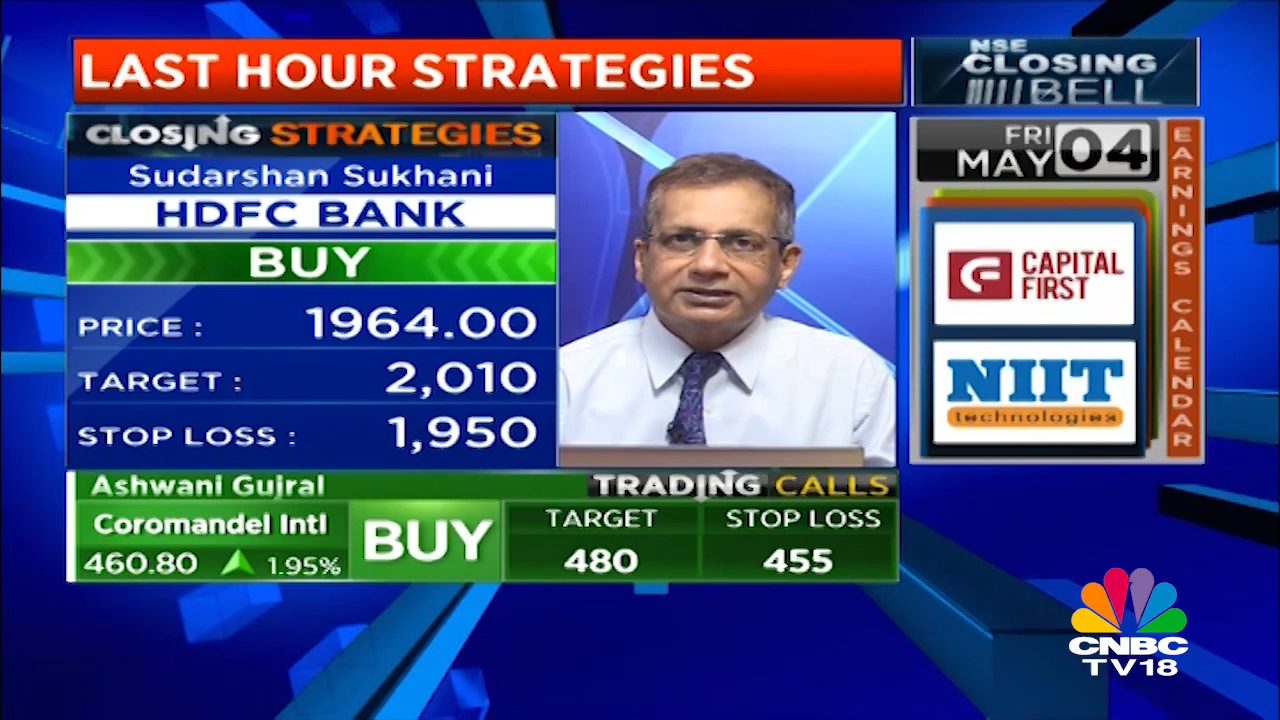 LAST HOUR STRATEGIES
NSE
CLOSING
BELL
CLOSING STRATEGIES
Sudarshan Sukhani
HDFC BANK
BUY
PRICE : 1964.00
TARGET : 2,010
STOP LOSS : 1,950
FRI
MAY 04
CAPITAL
FIRST
NIIT
technologies
EARNINGS CALENDAR
Ashwani Gujral
TRADING CALLS
Coromandel Intl
460.80 1.95%
BUY
TARGET STOP LOSS
480 455
CNBC
TV18